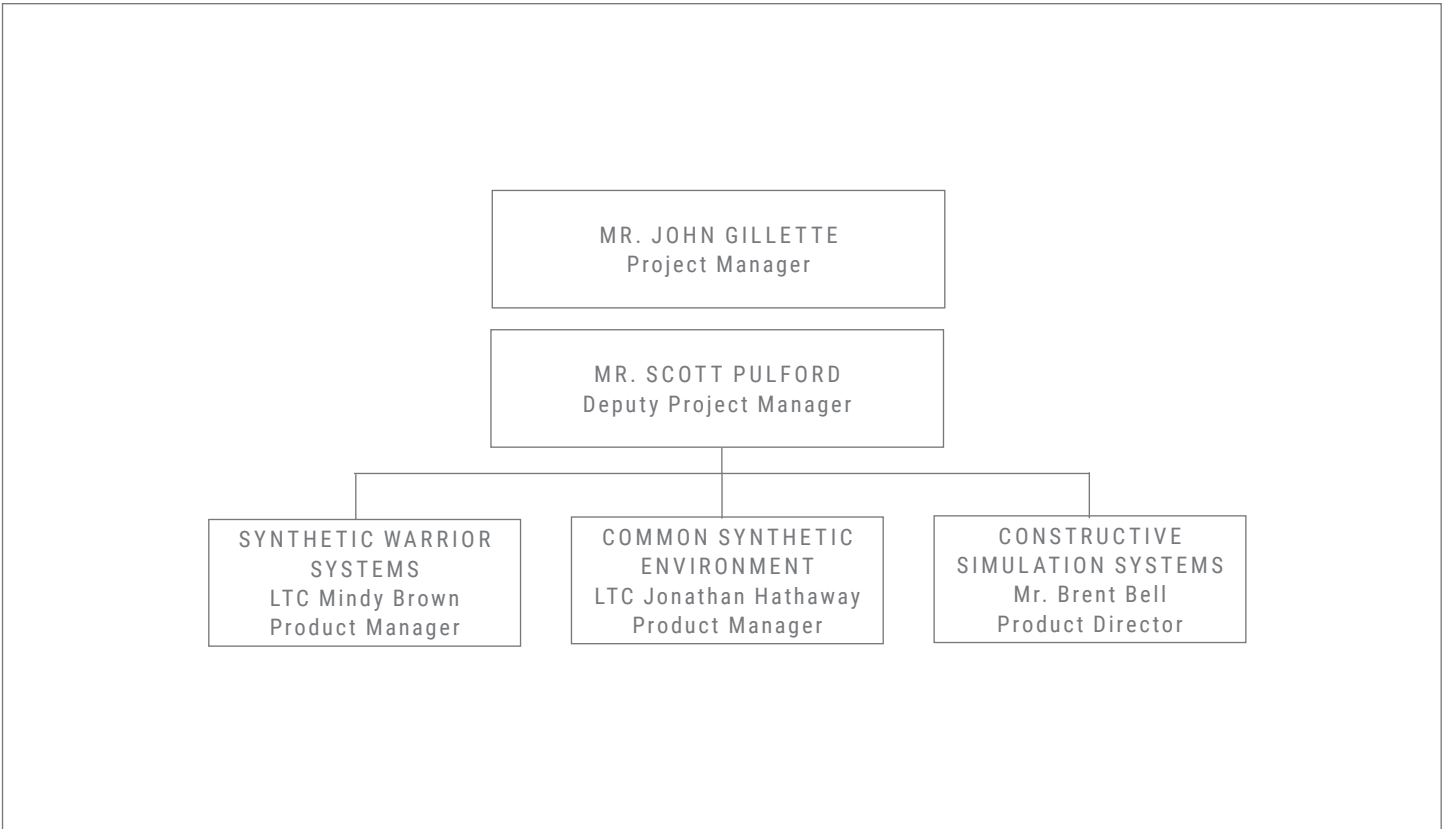 MR. JOHN GILLETTE
Project Manager
MR. SCOTT PULFORD
Deputy Project Manager
SYNTHETIC WARRIOR
SYSTEMS
LTC Mindy Brown
Product Manager
COMMON SYNTHETIC
ENVIRONMENT
LTC Jonathan Hathaway
Product Manager
CONSTRUCTIVE
SIMULATION SYSTEMS
Mr. Brent Bell
Product Director